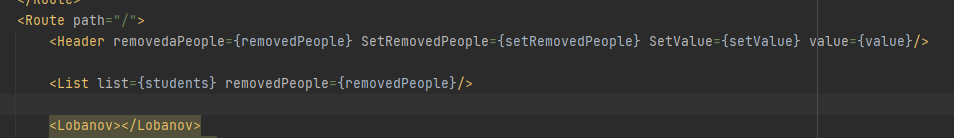 </Route>
<Route path="/">
<Header removedaPeople={removedPeople} SetRemovedPeople={setRemovedPeople} SetValue={setValue} value={value}/>
<List list={students} removedPeople={removedPeople}/>
<Lobanov></Lobanov>